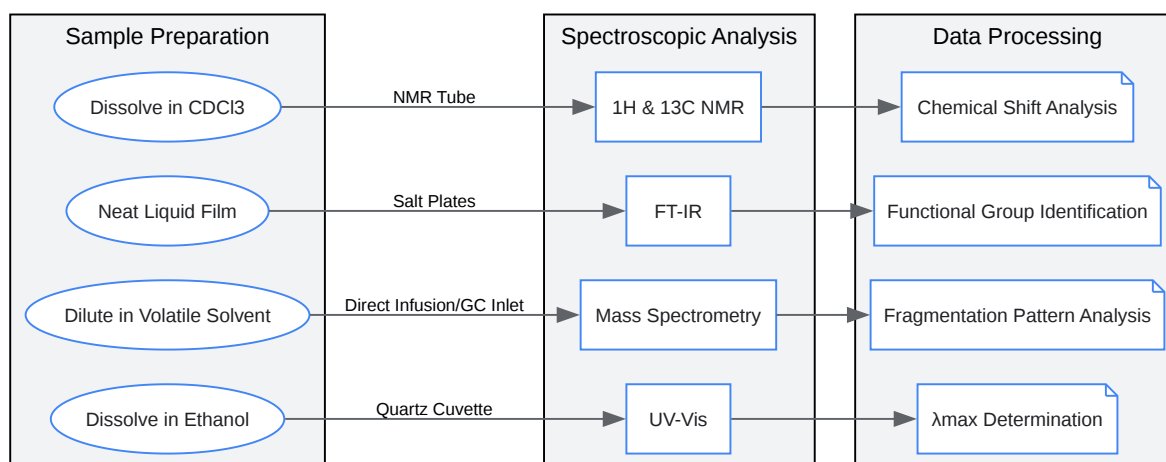 Sample Preparation
Spectroscopic Analysis
Data Processing
Dissolve in CDCl3
NMR Tube
1H & 13C NMR
Chemical Shift Analysis
Neat Liquid Film
Salt Plates
FT-IR
Functional Group Identification
Dilute in Volatile Solvent
Direct Infusion/GC Inlet
Mass Spectrometry
Fragmentation Pattern Analysis
Dissolve in Ethanol
Quartz Cuvette
UV-Vis
λmax Determination